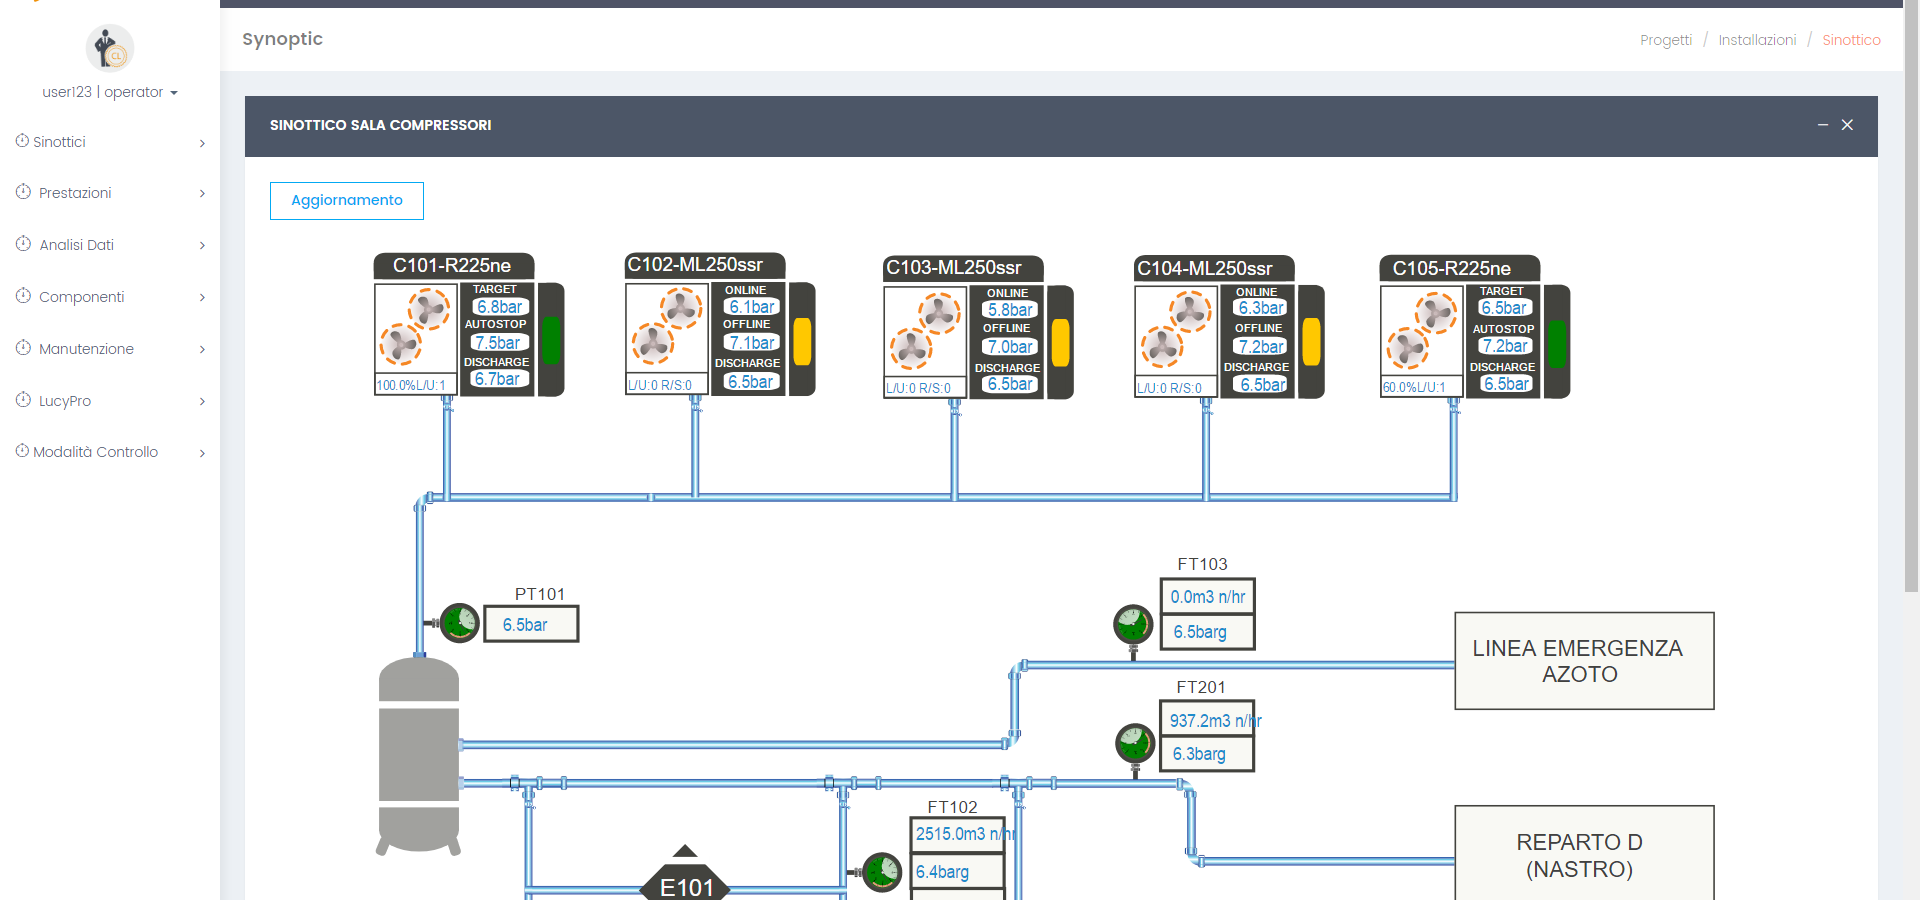 Synoptic
Progetti / Installazioni / Sinottico
CL
user123 | operator
Sinottici
Prestazioni
Analisi Dati
Componenti
Manutenzione
LucyPro
Modalità Controllo
SINOTTICO SALA COMPRESSORI
Aggiornamento
C101-R225ne
TARGET
6.8bar
AUTOSTOP
7.5bar
DISCHARGE
6.7bar
100.0%L/U:1
C102-ML250ssr
ONLINE
6.1bar
OFFLINE
7.1bar
DISCHARGE
6.5bar
L/U:0 R/S:0
C103-ML250ssr
ONLINE
5.8bar
OFFLINE
7.0bar
DISCHARGE
6.5bar
L/U:0 R/S:0
C104-ML250ssr
ONLINE
6.3bar
OFFLINE
7.2bar
DISCHARGE
6.5bar
L/U:0 R/S:0
C105-R225ne
TARGET
6.5bar
AUTOSTOP
7.2bar
DISCHARGE
6.5bar
60.0%L/U:1
PT101
6.5bar
FT103
0.0m3 n/hr
6.5barg
LINEA EMERGENZA
AZOTO
FT201
937.2m3 n/hr
6.3barg
FT102
2515.0m3 n/hr
6.4barg
REPARTO D
(NASTRO)
E101